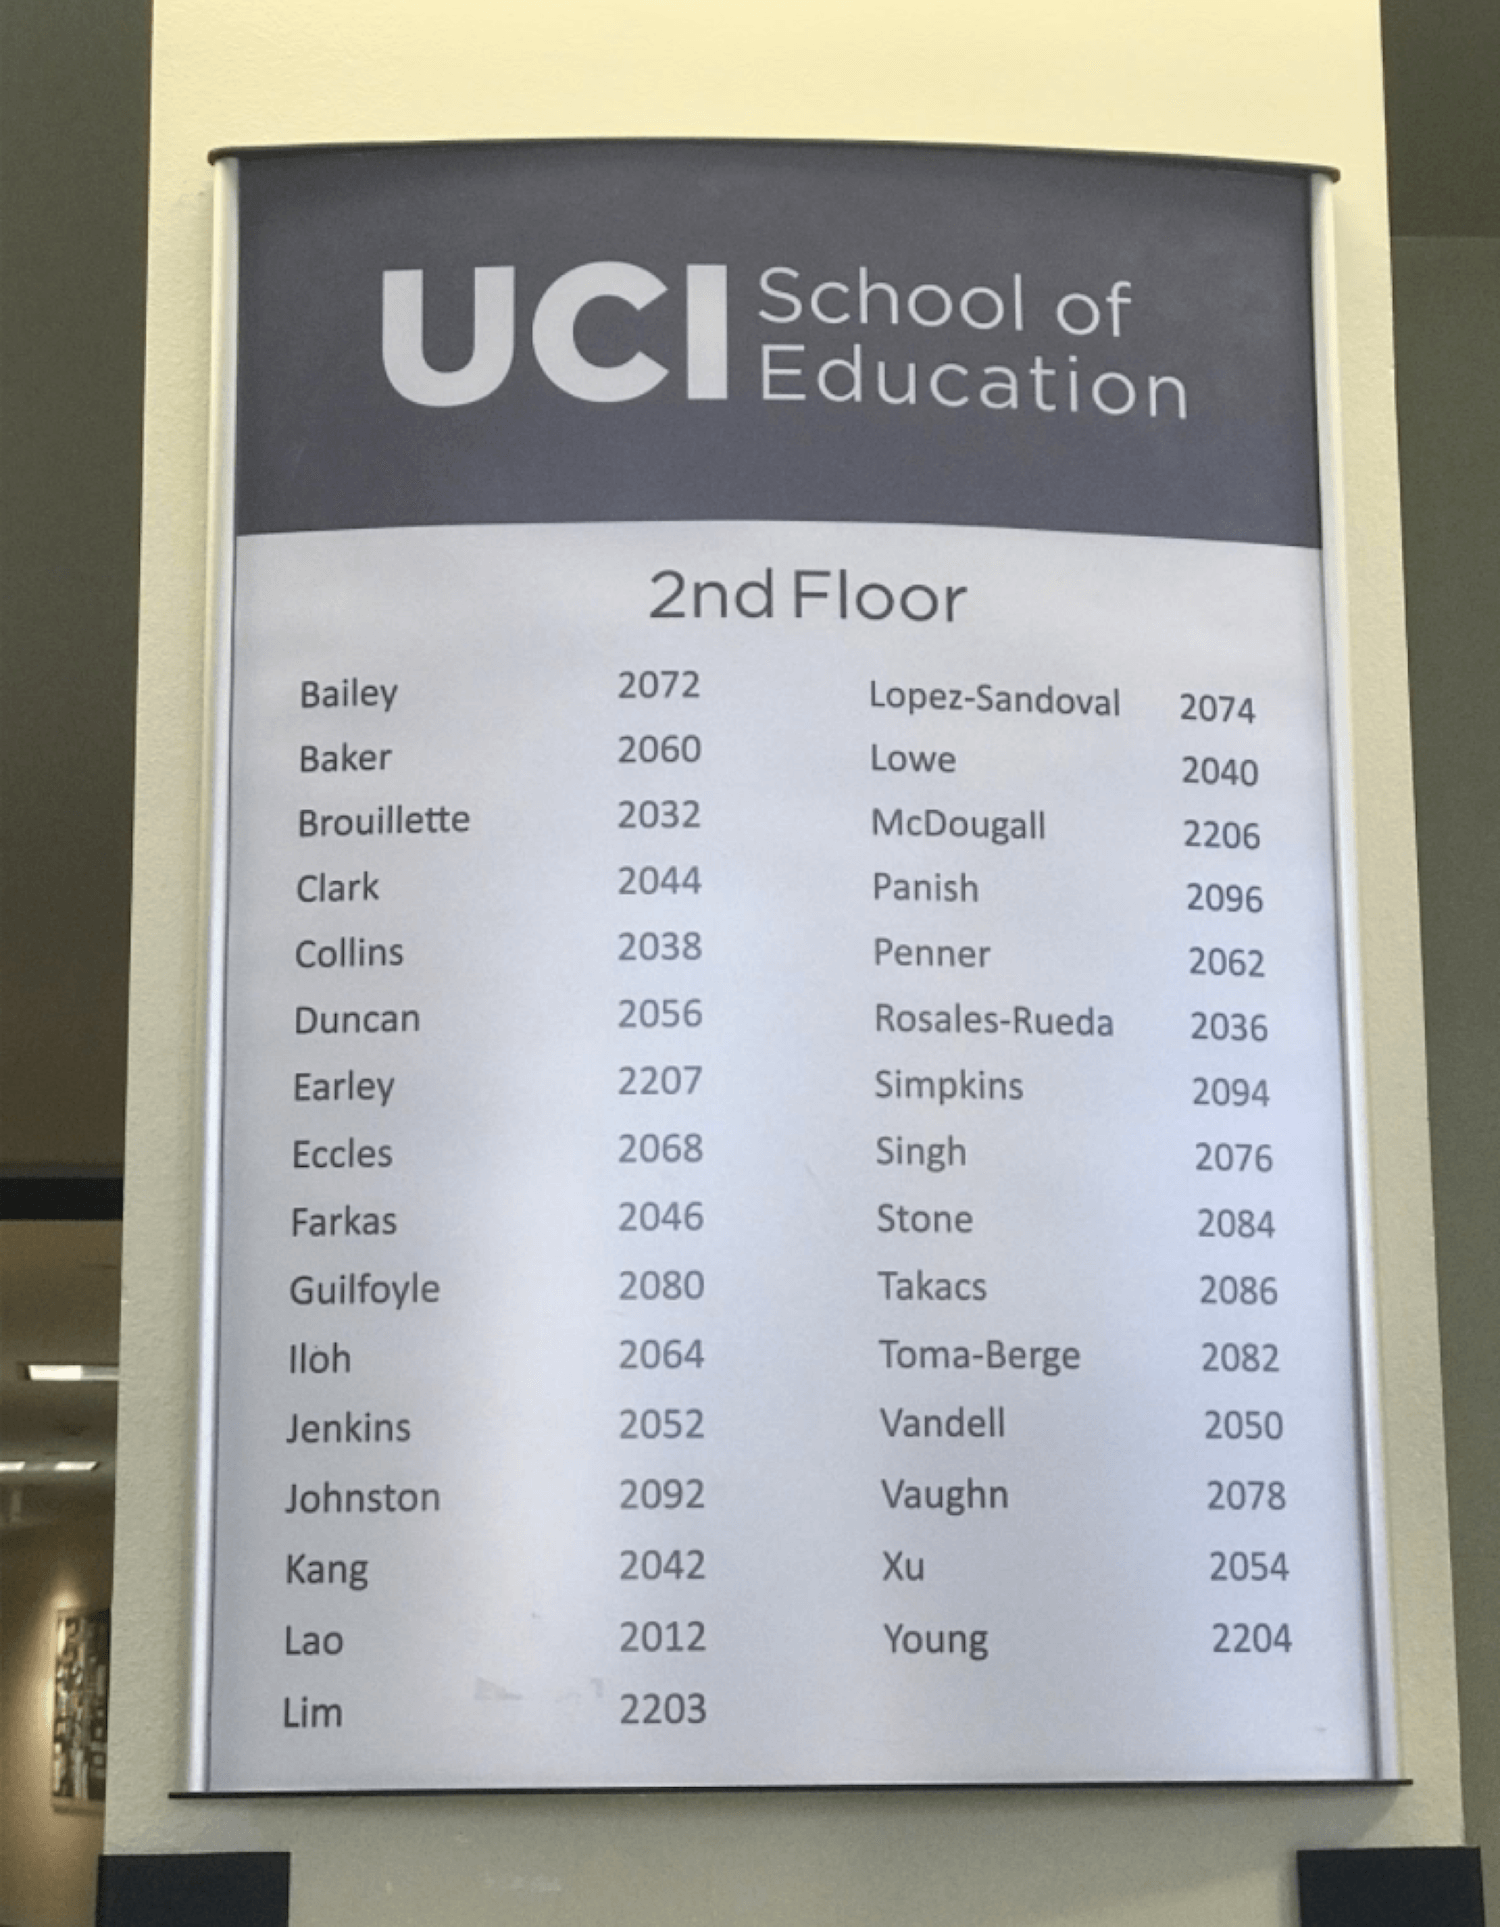 UCI School of
Education
2nd Floor
Bailey 2072
Baker 2060
Brouillette 2032
Clark 2044
Collins 2038
Duncan 2056
Earley 2207
Eccles 2068
Farkas 2046
Guilfoyle 2080
Iloh 2064
Jenkins 2052
Johnston 2092
Kang 2042
Lao 2012
Lim 2203
Lopez-Sandoval 2074
Lowe 2040
McDougall 2206
Panish 2096
Penner 2062
Rosales-Rueda 2036
Simpkins 2094
Singh 2076
Stone 2084
Takacs 2086
Toma-Berge 2082
Vandell 2050
Vaughn 2078
Xu 2054
Young 2204